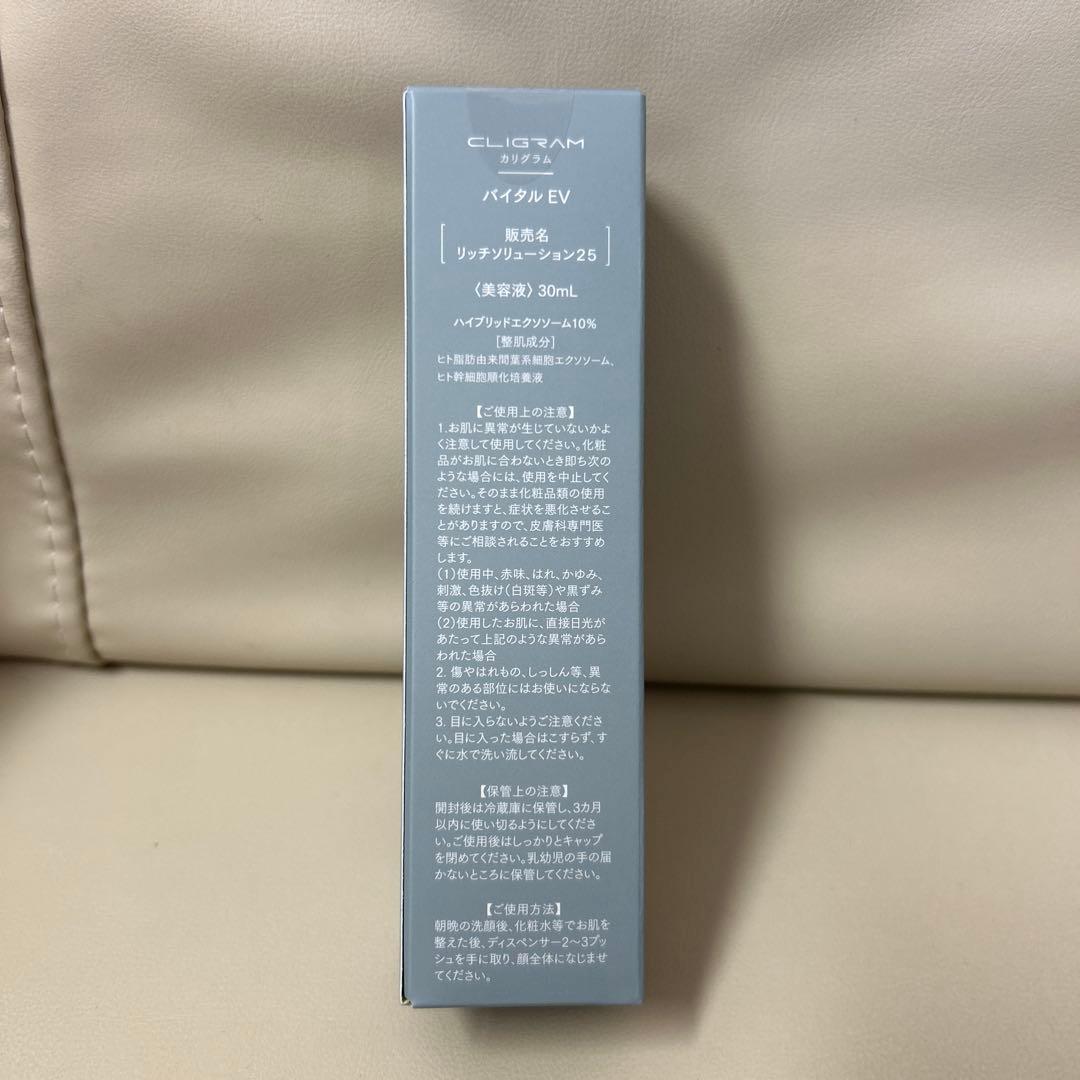 CLIGRAM
カリグラム
バイタル EV
販売名
リッチソリューション25
〈美容液〉30mL
ハイブリッドエクソソーム10%
[整肌成分]
ヒト脂肪由来間葉系細胞エクソソーム、
ヒト幹細胞順化培養液
【ご使用上の注意】
1.お肌に異常が生じていないかよ
く注意して使用してください。化粧
品がお肌に合わないとき即ち次の
ような場合には、使用を中止してく
ださい。そのまま化粧品類の使用
を続けますと、症状を悪化させるこ
とがありますので、皮膚科専門医
等にご相談されることをおすすめ
します。
(1)使用中、赤味、はれ、かゆみ、
刺激、色抜け(白斑等)や黒ずみ
等の異常があらわれた場合
(2)使用したお肌に、直接日光が
あたって上記のような異常があら
われた場合
2. 傷やはれもの、しっしん等、異
常のある部位にはお使いにならな
いでください。
3. 目に入らないようご注意くださ
い。目に入った場合はこすらず、す
ぐに水で洗い流してください。
【保管上の注意】
開封後は冷蔵庫に保管し、3カ月
以内に使い切るようにしてくださ
い。ご使用後はしっかりとキャップ
を閉めてください。乳幼児の手の届
かないところに保管してください。
【ご使用方法】
朝晩の洗顔後、化粧水等でお肌を
整えた後、ディスペンサー2〜3プッ
シュを手に取り、顔全体になじませ
てください。